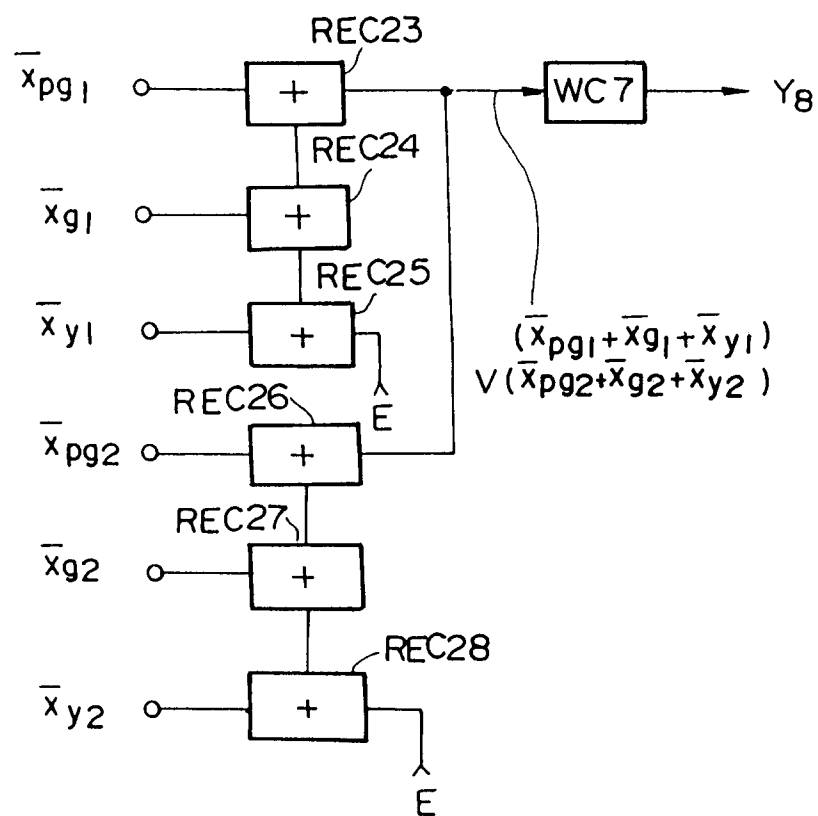 REC23
x̄pg1 + WC7 Y8
REC24
x̄g1 +
REC25
x̄y1 +
(x̄pg1+x̄g1+x̄y1)
V(x̄pg2+x̄g2+x̄y2)
E
REC26
x̄pg2 +
REC27
x̄g2 +
REC28
x̄y2 +
E